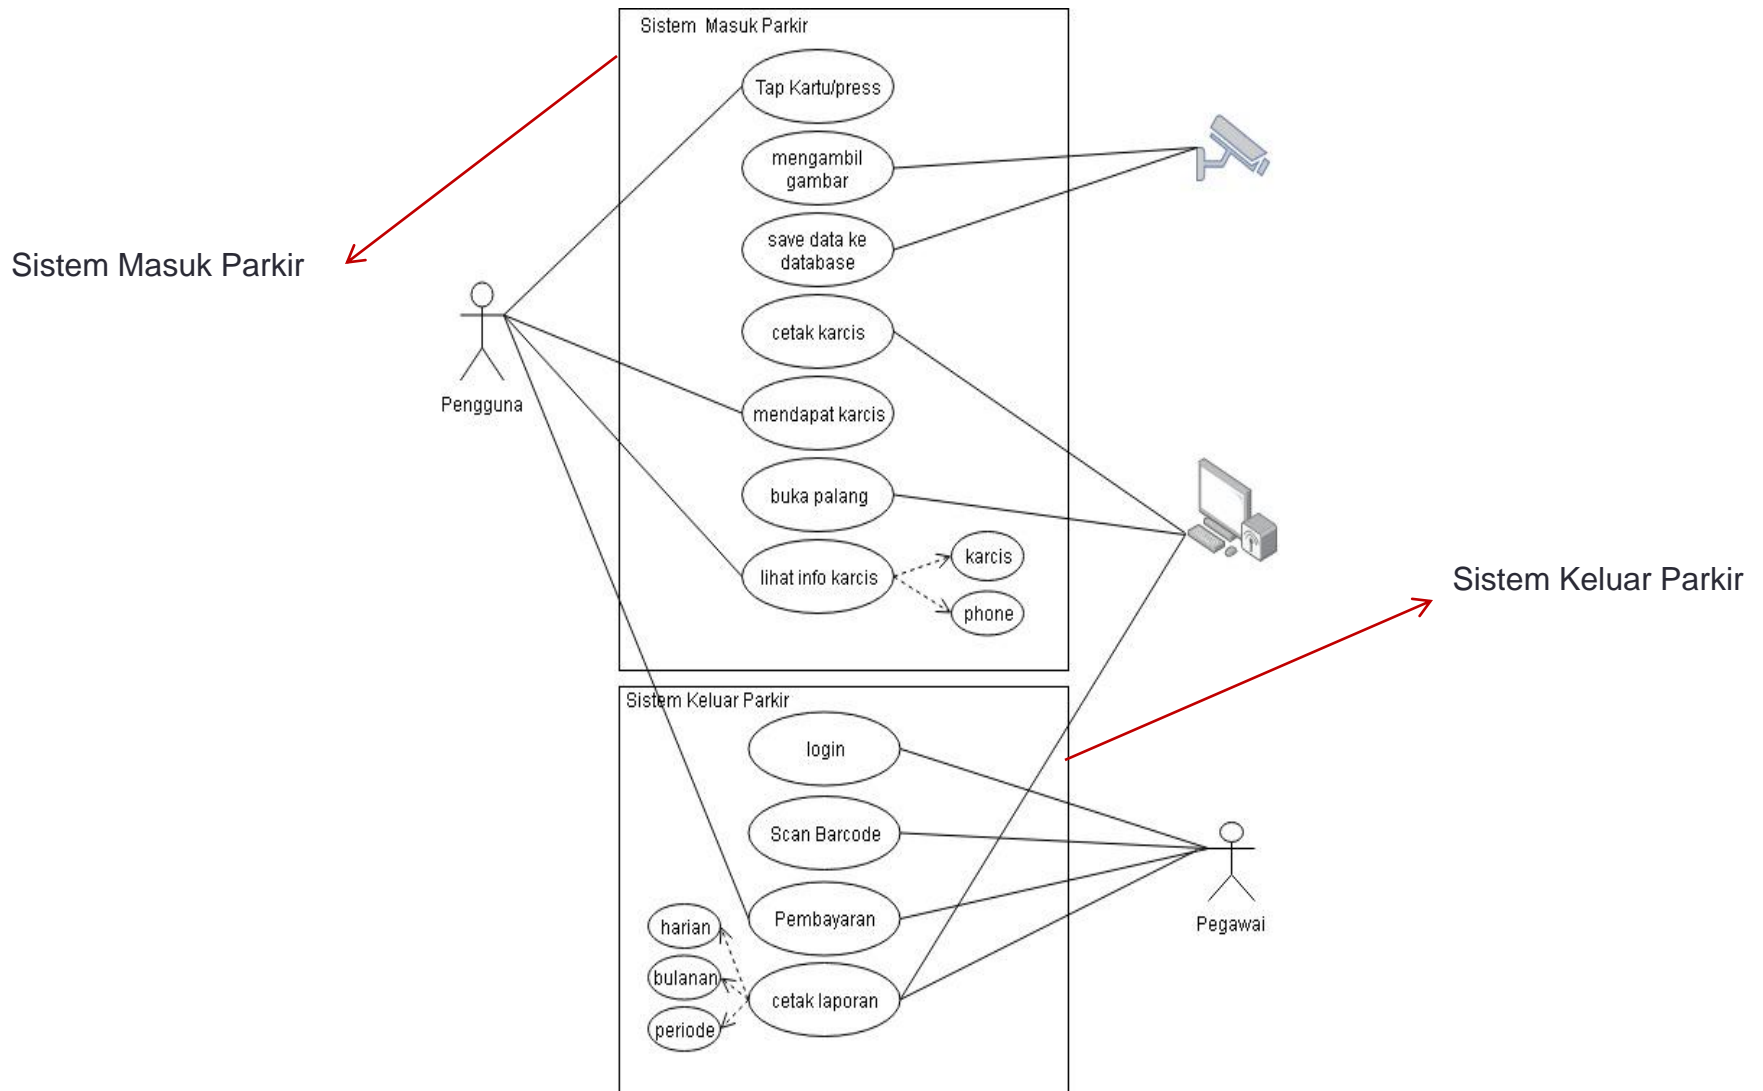 Sistem Masuk Parkir
Tap Kartu/press
mengambil
gambar
save data ke
database
Sistem Masuk Parkir
cetak karcis
Pengguna
mendapat karcis
buka palang
lihat info karcis
karcis
phone
Sistem Keluar Parkir
Sistem Keluar Parkir
login
Scan Barcode
Pembayaran
Pegawai
harian
bulanan
periode
cetak laporan